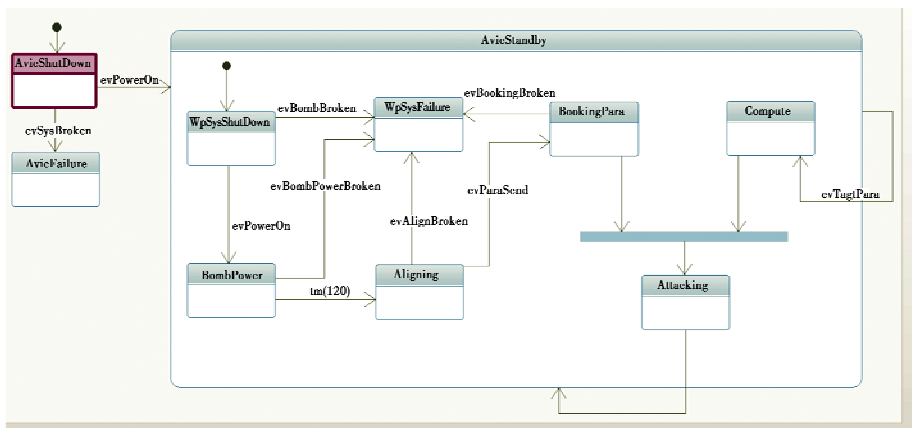 AvicStandby
AvicShutDown
evPowerOn
evSysBroken
AvicFailure
WpSysShutDown
evBombBroken
WpSysFailure
evBookingBroken
BookingPara
Compute
evBombPowerBroken
evParaSend
evTagtPara
evAlignBroken
evPowerOn
BombPower
tm(120)
Aligning
Attacking